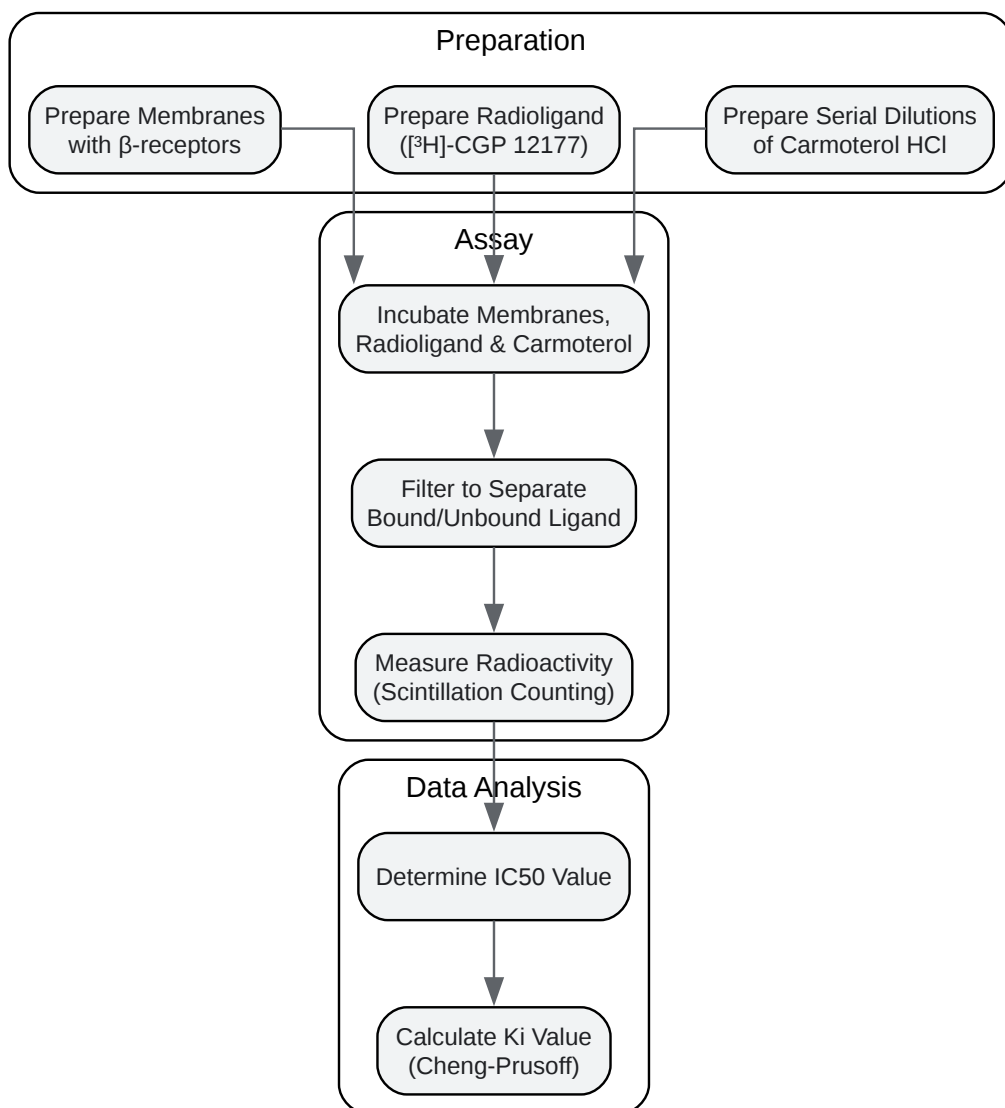 Preparation
Prepare Membranes
with β-receptors
Prepare Radioligand
([³H]-CGP 12177)
Prepare Serial Dilutions
of Carmoterol HCl
Assay
Incubate Membranes,
Radioligand & Carmoterol
Filter to Separate
Bound/Unbound Ligand
Measure Radioactivity
(Scintillation Counting)
Data Analysis
Determine IC50 Value
Calculate Ki Value
(Cheng-Prusoff)